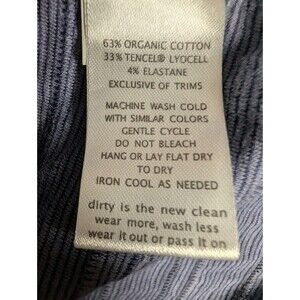 63% ORGANIC COTTON
33% TENCEL® LYOCELL
4% ELASTANE
EXCLUSIVE OF TRIMS
MACHINE WASH COLD
WITH SIMILAR COLORS
GENTLE CYCLE
DO NOT BLEACH
HANG OR LAY FLAT DRY
TO DRY
IRON COOL AS NEEDED
dirty is the new clean
wear more, wash less
wear it out or pass it on